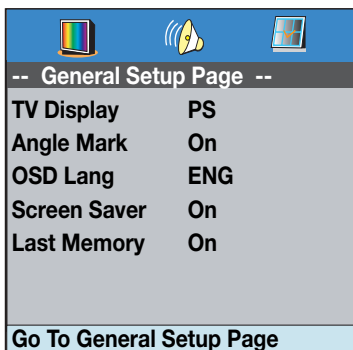 -- General Setup Page --
TV Display PS
Angle Mark On
OSD Lang ENG
Screen Saver On
Last Memory On
Go To General Setup Page